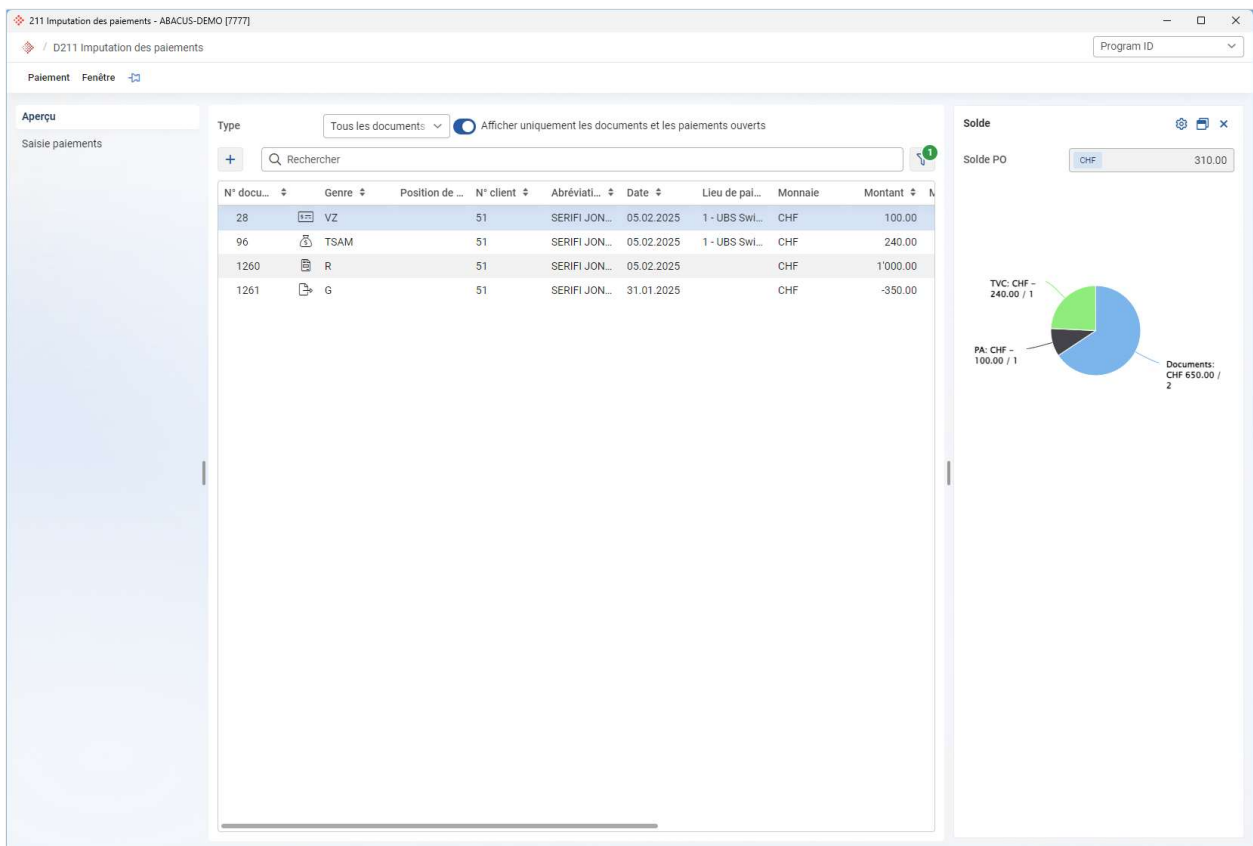 211 Imputation des paiements - ABACUS-DEMO [7777]
/ D211 Imputation des paiements
Program ID
Paiement Fenêtre
Aperçu
Saisie paiements
Type Tous les documents Afficher uniquement les documents et les paiements ouverts
+ Rechercher 1
N° docu... Genre Position de ... N° client Abréviati... Date Lieu de pai... Monnaie Montant
28 VZ 51 SERIFI JON... 05.02.2025 1 - UBS Swi... CHF 100.00
96 TSAM 51 SERIFI JON... 05.02.2025 1 - UBS Swi... CHF 240.00
1260 R 51 SERIFI JON... 05.02.2025 CHF 1'000.00
1261 G 51 SERIFI JON... 31.01.2025 CHF -350.00
Solde
Solde PO CHF 310.00
TVC: CHF –
240.00 / 1
PA: CHF –
100.00 / 1
Documents:
CHF 650.00 /
2